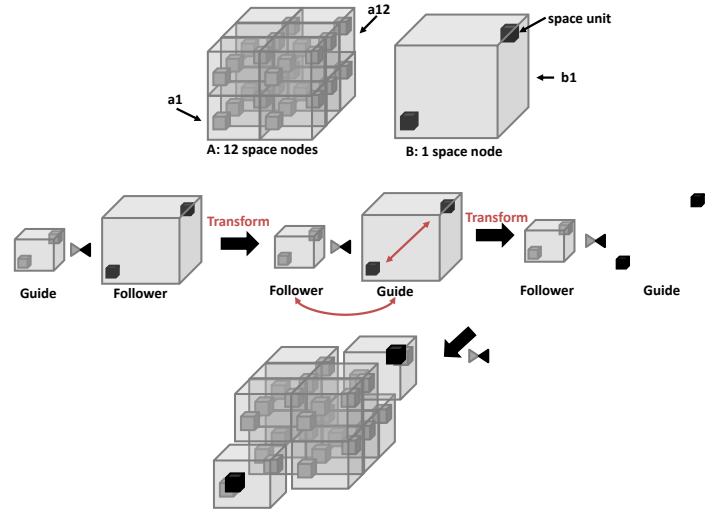 a12
space unit
a1
b1
A: 12 space nodes
B: 1 space node
Transform
Transform
Guide
Follower
Follower
Guide
Follower
Guide